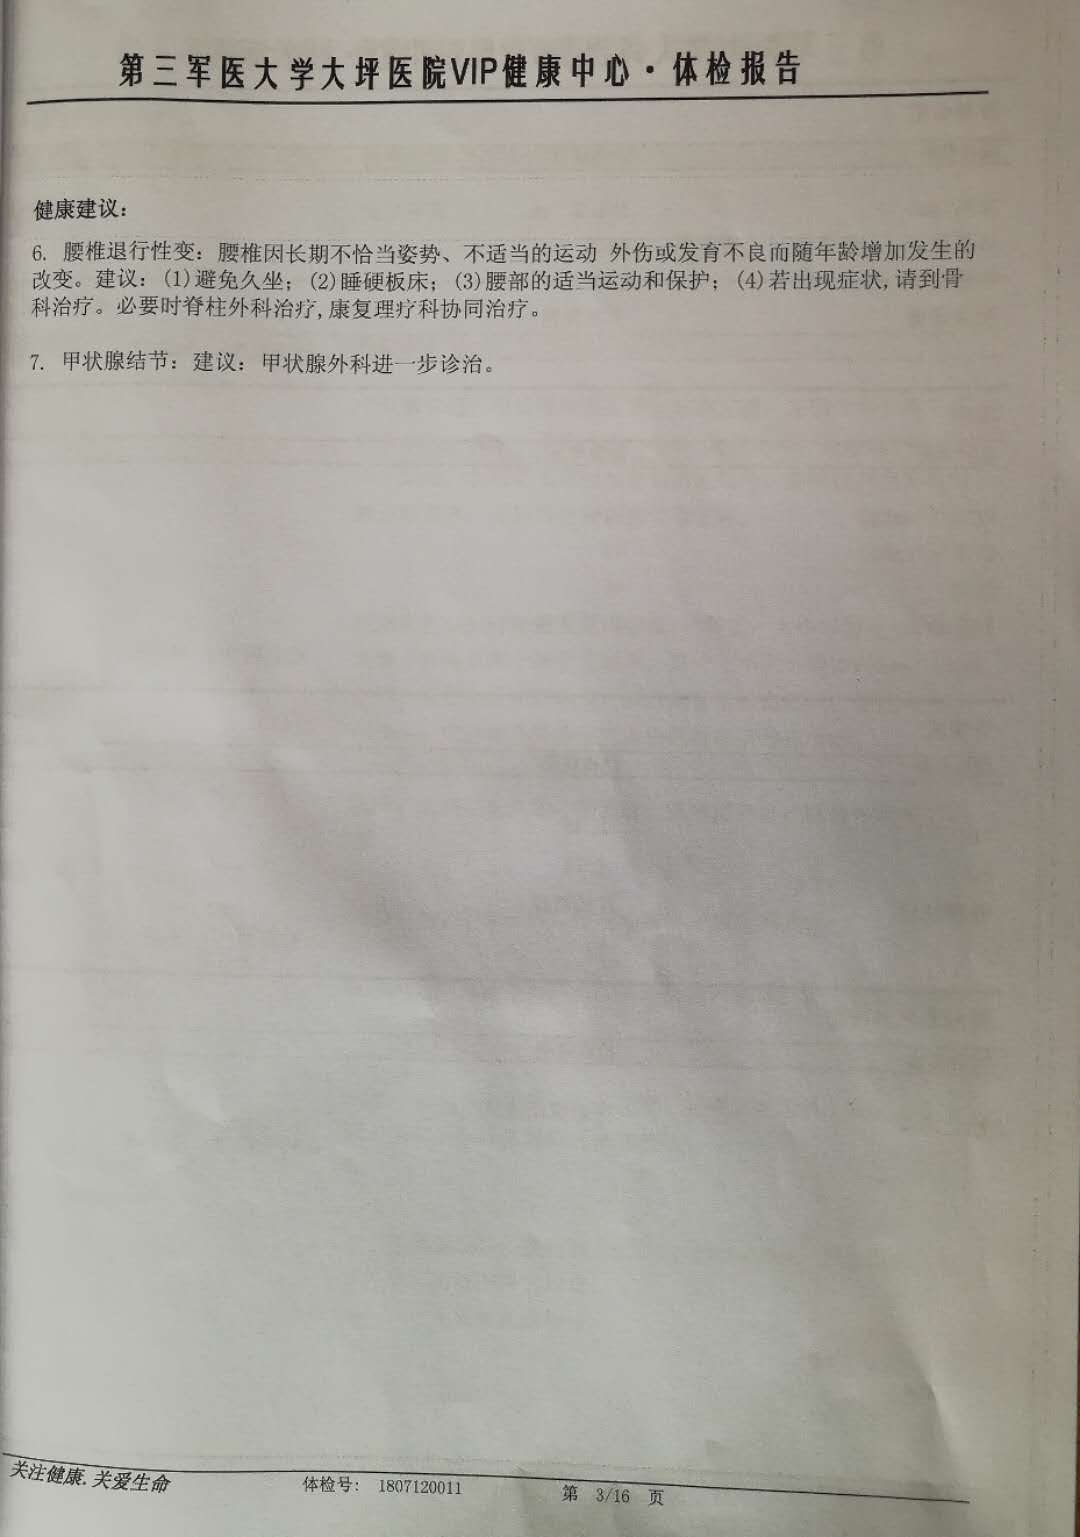 第三军医大学大坪医院VIP健康中心·体检报告
健康建议：
6. 腰椎退行性变：腰椎因长期不恰当姿势、不适当的运动 外伤或发育不良而随年龄增加发生的
改变。建议：(1)避免久坐；(2)睡硬板床；(3)腰部的适当运动和保护；(4)若出现症状,请到骨
科治疗。必要时脊柱外科治疗,康复理疗科协同治疗。
7. 甲状腺结节：建议：甲状腺外科进一步诊治。
关注健康.关爱生命
体检号： 1807120011
第 3/16 页